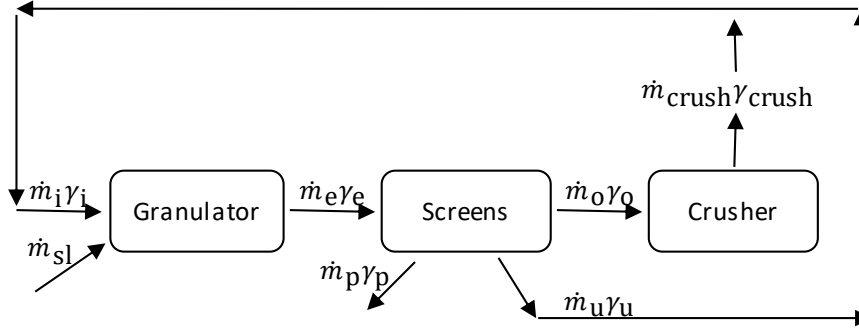 ṁcrushγcrush
ṁiγi
Granulator
ṁeγe
Screens
ṁoγo
Crusher
ṁsl
ṁpγp
ṁuγu